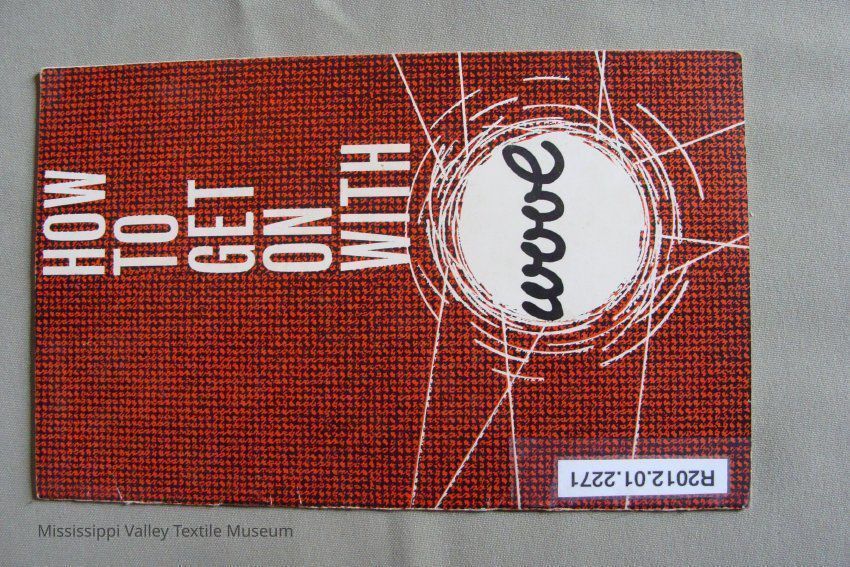 HOW
TO
GET
ON
WITH
wool
R2012.01.2271
Mississippi Valley Textile Museum